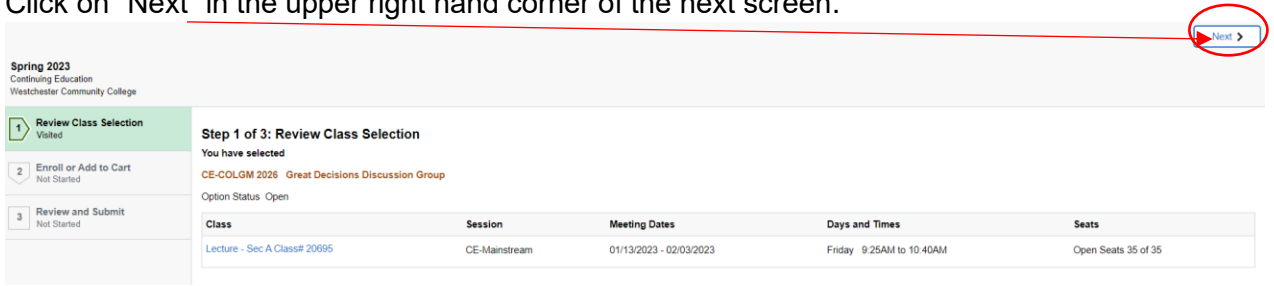 Click on "Next" in the upper right hand corner of the next screen.
Next
Spring 2023
Continuing Education
Westchester Community College
1 Review Class Selection
Visited
2 Enroll or Add to Cart
Not Started
3 Review and Submit
Not Started
Step 1 of 3: Review Class Selection
You have selected
CE-COLGM 2026 Great Decisions Discussion Group
Option Status Open
Class Session Meeting Dates Days and Times Seats
Lecture - Sec A Class# 20695 CE-Mainstream 01/13/2023 - 02/03/2023 Friday 9:25AM to 10:40AM Open Seats 35 of 35